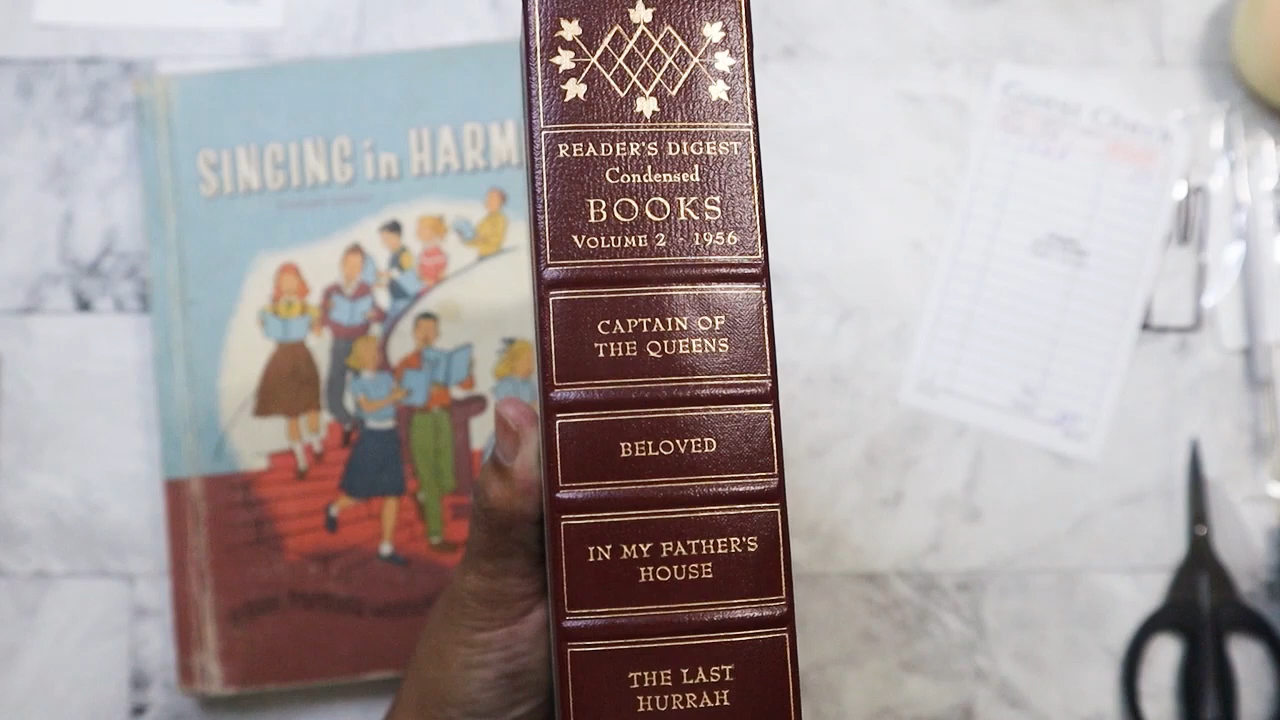 SINGING in HARM
READER'S DIGEST
Condensed
BOOKS
VOLUME 2 · 1956
CAPTAIN OF
THE QUEENS
BELOVED
IN MY FATHER'S
HOUSE
THE LAST
HURRAH